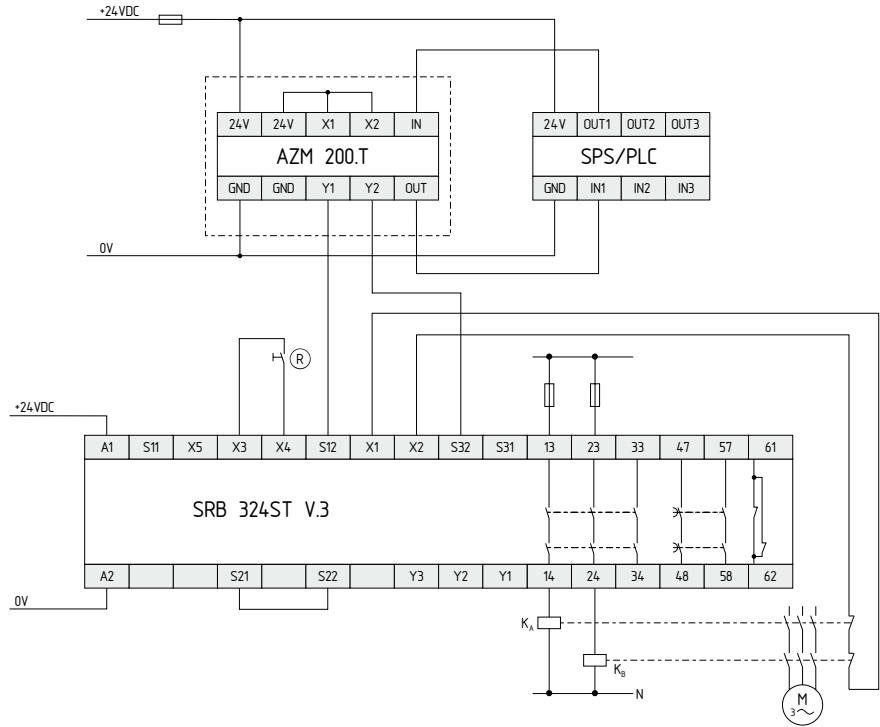 +24VDC
24V 24V X1 X2 IN
AZM 200.T
GND GND Y1 Y2 OUT
24V OUT1 OUT2 OUT3
SPS/PLC
GND IN1 IN2 IN3
0V
R
+24VDC
A1 S11 X5 X3 X4 S12 X1 X2 S32 S31 13 23 33 47 57 61
SRB 324ST V.3
A2 S21 S22 Y3 Y2 Y1 14 24 34 48 58 62
0V
KA
KB
N
M
3